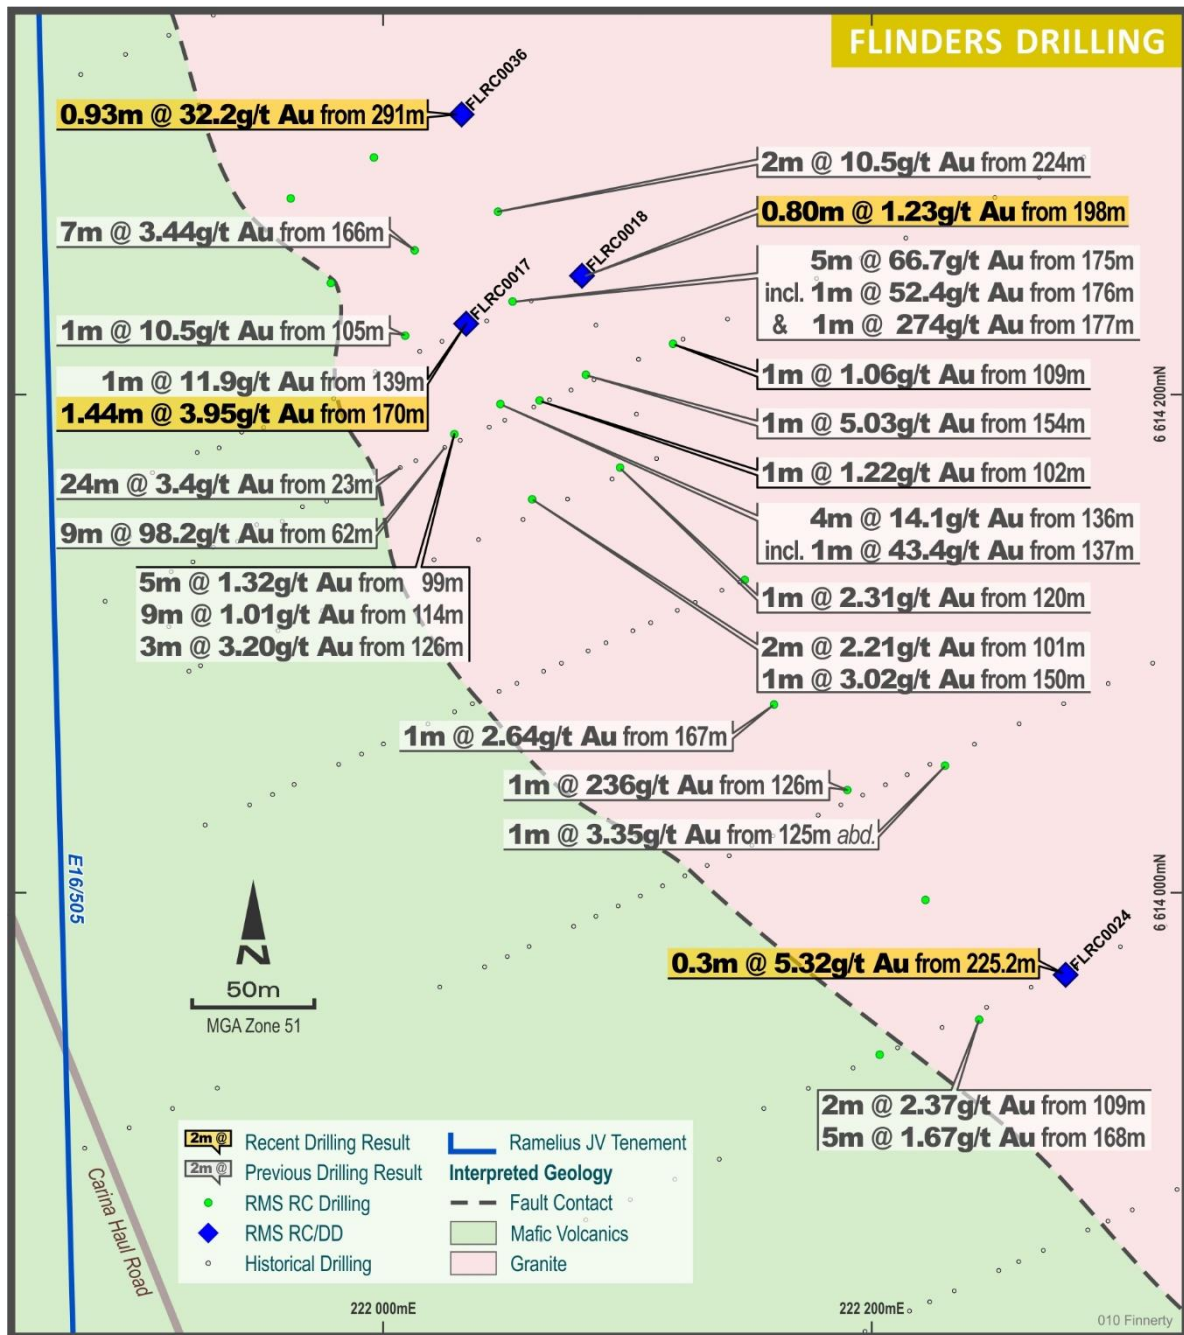 FLINDERS DRILLING
FLRC0036
0.93m @ 32.2g/t Au from 291m
2m @ 10.5g/t Au from 224m
FLRC0018
0.80m @ 1.23g/t Au from 198m
7m @ 3.44g/t Au from 166m
FLRC0017
5m @ 66.7g/t Au from 175m
incl. 1m @ 52.4g/t Au from 176m
& 1m @ 274g/t Au from 177m
1m @ 10.5g/t Au from 105m
1m @ 11.9g/t Au from 139m
1.44m @ 3.95g/t Au from 170m
1m @ 1.06g/t Au from 109m
6 614 200mN
1m @ 5.03g/t Au from 154m
1m @ 1.22g/t Au from 102m
24m @ 3.4g/t Au from 23m
9m @ 98.2g/t Au from 62m
4m @ 14.1g/t Au from 136m
incl. 1m @ 43.4g/t Au from 137m
5m @ 1.32g/t Au from 99m
9m @ 1.01g/t Au from 114m
3m @ 3.20g/t Au from 126m
1m @ 2.31g/t Au from 120m
2m @ 2.21g/t Au from 101m
1m @ 3.02g/t Au from 150m
1m @ 2.64g/t Au from 167m
1m @ 236g/t Au from 126m
1m @ 3.35g/t Au from 125m abd.
E16/505
6 614 000mN
FLRC0024
0.3m @ 5.32g/t Au from 225.2m
N
50m
MGA Zone 51
2m @ 2.37g/t Au from 109m
5m @ 1.67g/t Au from 168m
Carina Haul Road
2m @ Recent Drilling Result
2m @ Previous Drilling Result
RMS RC Drilling
RMS RC/DD
Historical Drilling
Ramelius JV Tenement
Interpreted Geology
Fault Contact
Mafic Volcanics
Granite
222 000mE
222 200mE
010 Finnerty